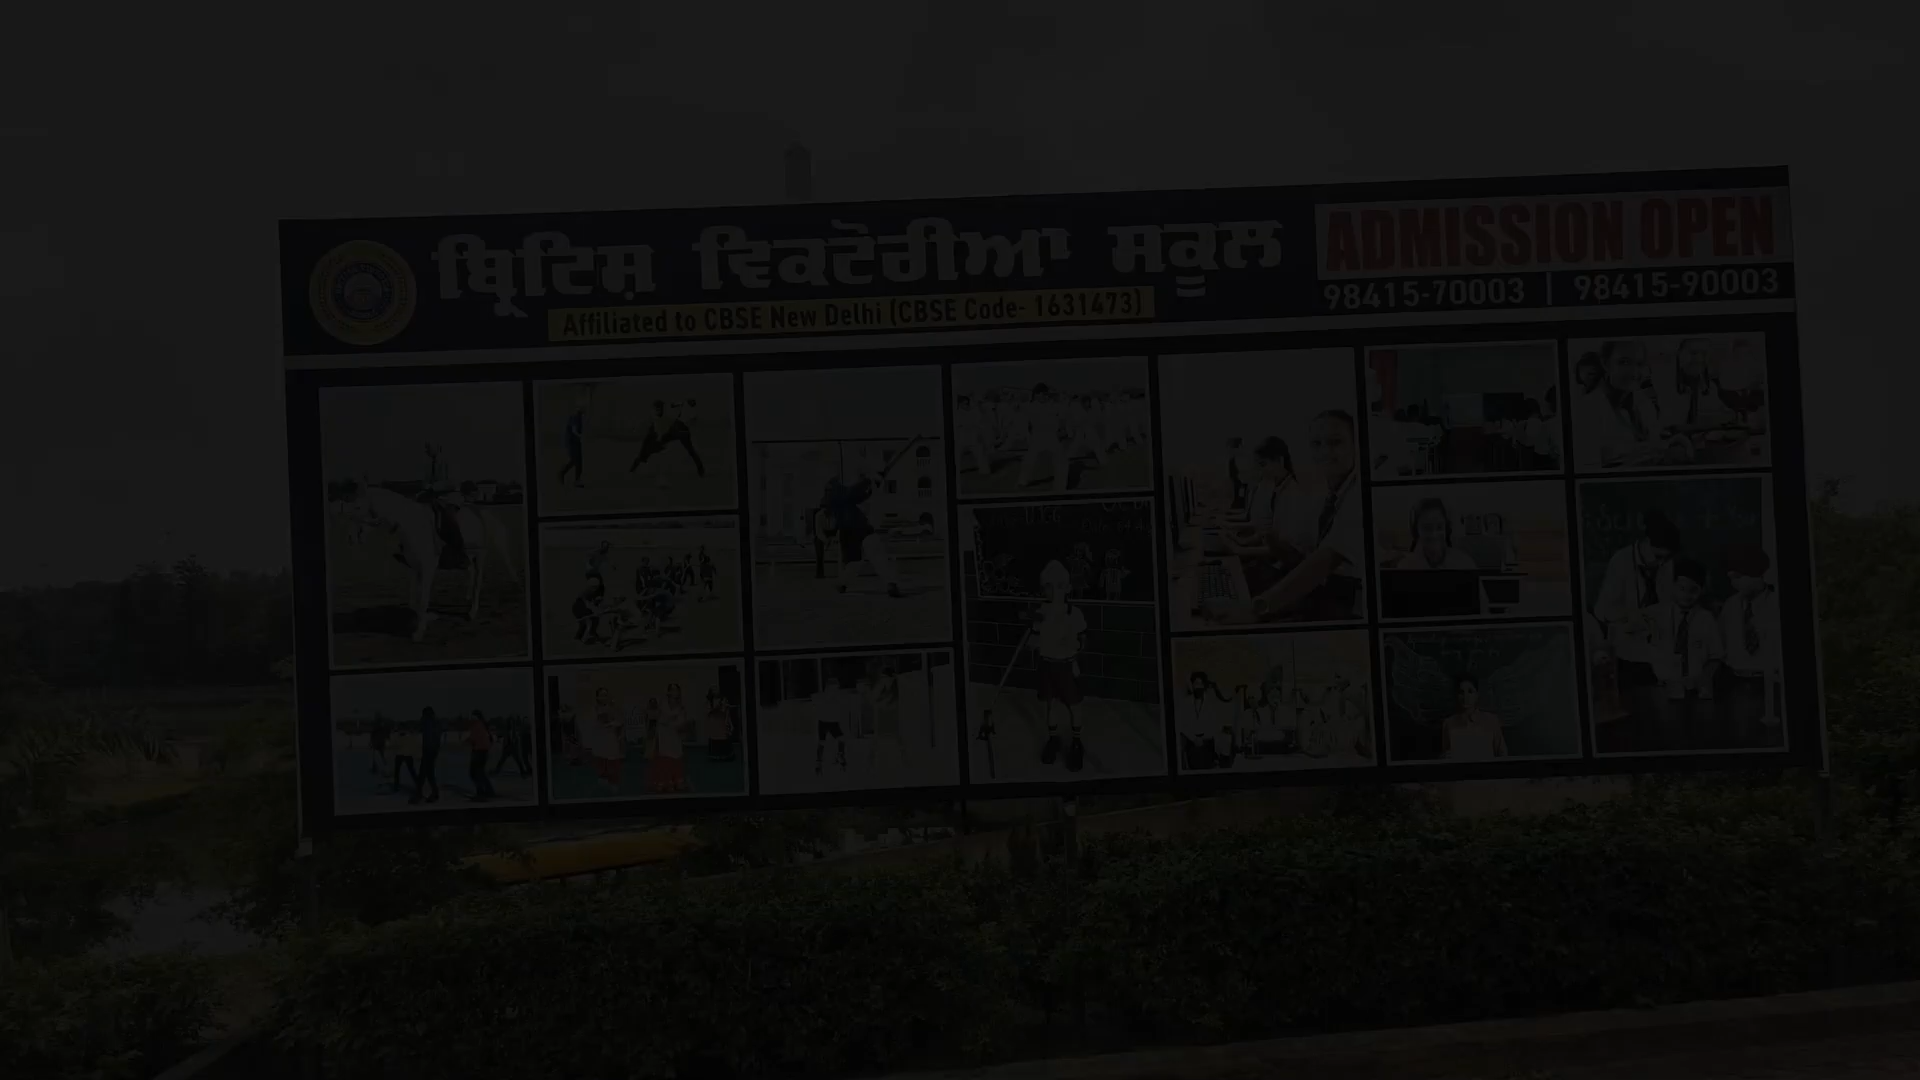 ਬ੍ਰਿਟਿਸ਼ ਵਿਕਟੋਰੀਆ ਸਕੂਲ
Affiliated to CBSE New Delhi (CBSE Code- 1631473)
ADMISSION OPEN
98415-70003 | 98415-90003